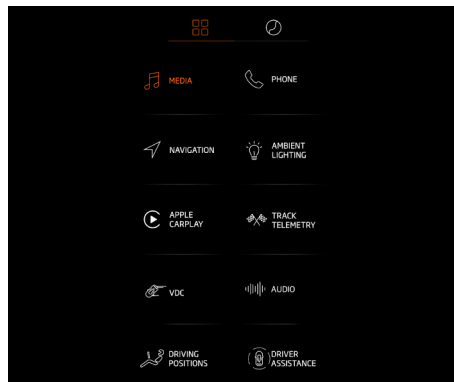 MEDIA
PHONE
NAVIGATION
AMBIENT
LIGHTING
APPLE
CARPLAY
TRACK
TELEMETRY
VDC
AUDIO
DRIVING
POSITIONS
DRIVER
ASSISTANCE